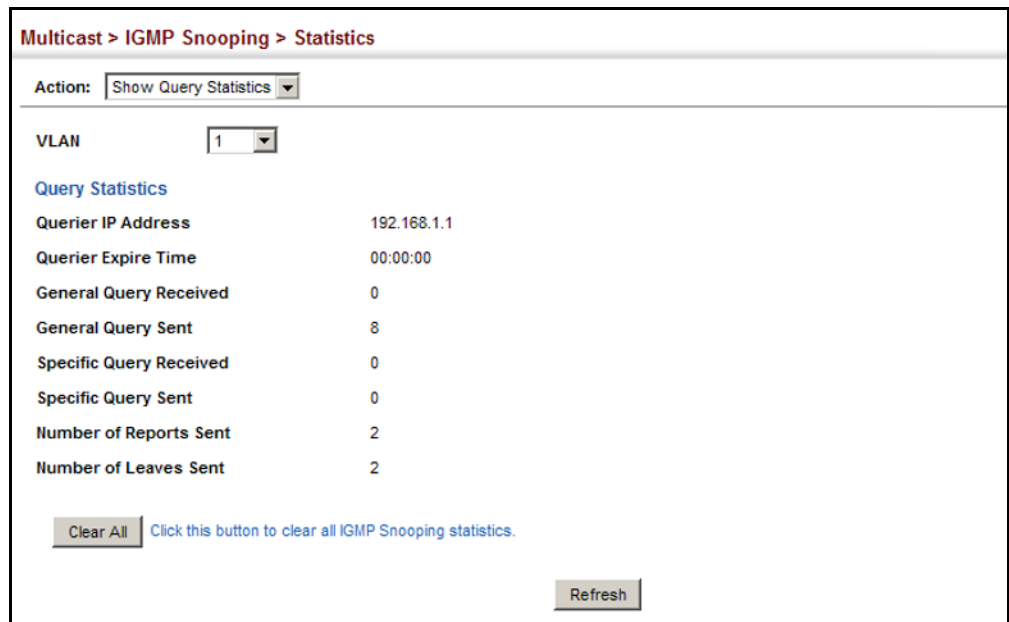 Multicast > IGMP Snooping > Statistics
Action: Show Query Statistics
VLAN 1
Query Statistics
Querier IP Address 192.168.1.1
Querier Expire Time 00:00:00
General Query Received 0
General Query Sent 8
Specific Query Received 0
Specific Query Sent 0
Number of Reports Sent 2
Number of Leaves Sent 2
Clear All Click this button to clear all IGMP Snooping statistics.
Refresh